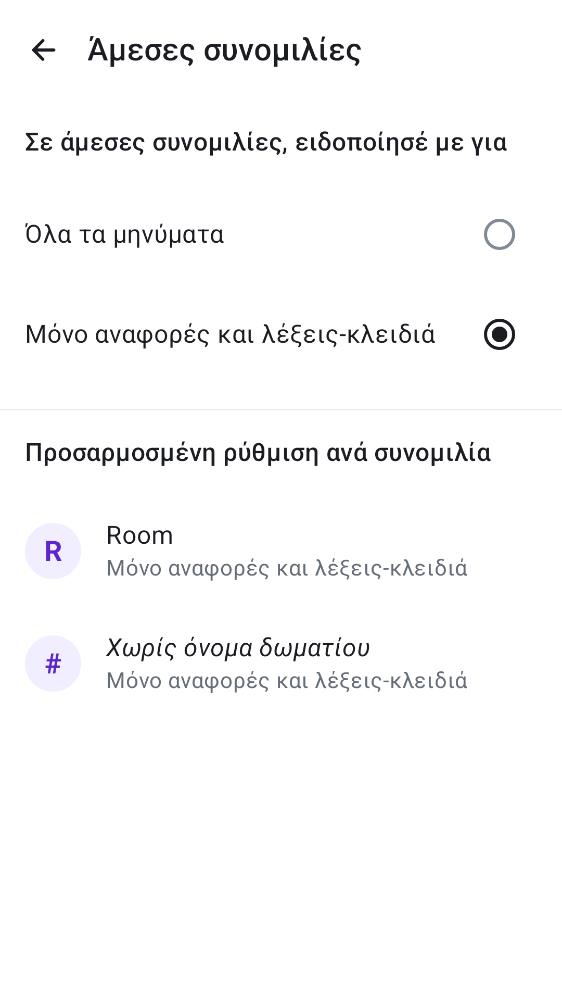 Άμεσες συνομιλίες
Σε άμεσες συνομιλίες, ειδοποίησέ με για
Όλα τα μηνύματα
Μόνο αναφορές και λέξεις-κλειδιά
Προσαρμοσμένη ρύθμιση ανά συνομιλία
R
Room
Μόνο αναφορές και λέξεις-κλειδιά
#
Χωρίς όνομα δωματίου
Μόνο αναφορές και λέξεις-κλειδιά